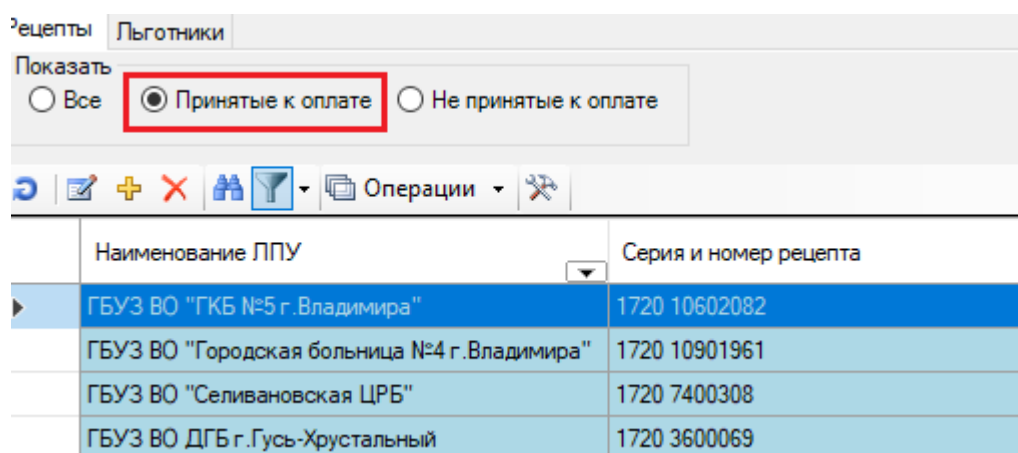 Рецепты Льготники
Показать
Все Принятые к оплате Не принятые к оплате
Операции
Наименование ЛПУ Серия и номер рецепта
ГБУЗ ВО "ГКБ №5 г.Владимира" 1720 10602082
ГБУЗ ВО "Городская больница №4 г.Владимира" 1720 10901961
ГБУЗ ВО "Селивановская ЦРБ" 1720 7400308
ГБУЗ ВО ДГБ г.Гусь-Хрустальный 1720 3600069